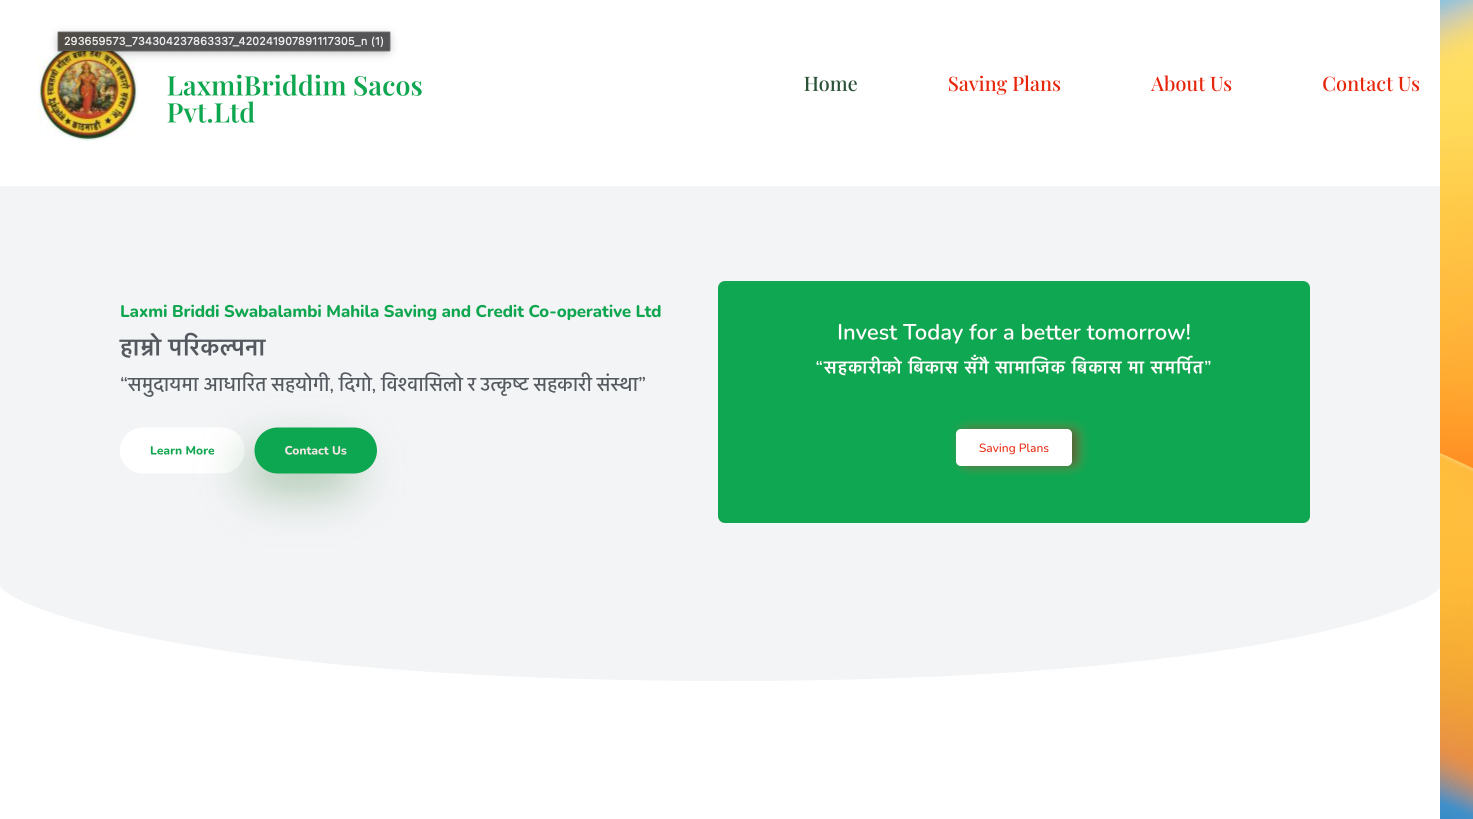 293659573_734304237863337_420241907891117305_n (1)
LaxmiBriddim Sacos
Pvt.Ltd
Home
Saving Plans
About Us
Contact Us
Laxmi Briddi Swabalambi Mahila Saving and Credit Co-operative Ltd
हाम्रो परिकल्पना
“समुदायमा आधारित सहयोगी, दिगो, विश्वासिलो र उत्कृष्ट सहकारी संस्था”
Learn More
Contact Us
Invest Today for a better tomorrow!
“सहकारीको बिकास सँगै सामाजिक बिकास मा समर्पित”
Saving Plans